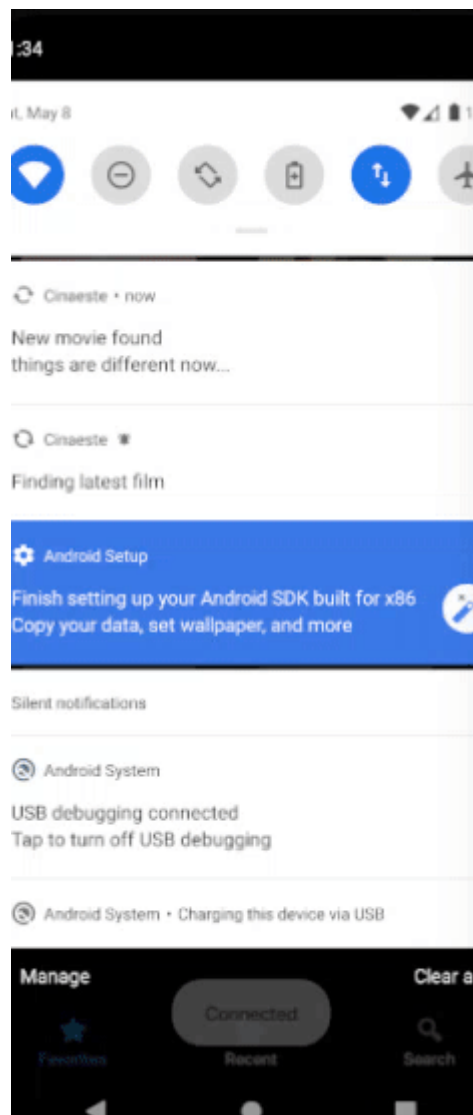 :34
t, May 8
1
Cinaeste • now
New movie found
things are different now...
Cinaeste
Finding latest film
Android Setup
Finish setting up your Android SDK built for x86
Copy your data, set wallpaper, and more
Silent notifications
Android System
USB debugging connected
Tap to turn off USB debugging
Android System • Charging this device via USB
Manage
Clear a
Connected
Favorites
Recent
Search